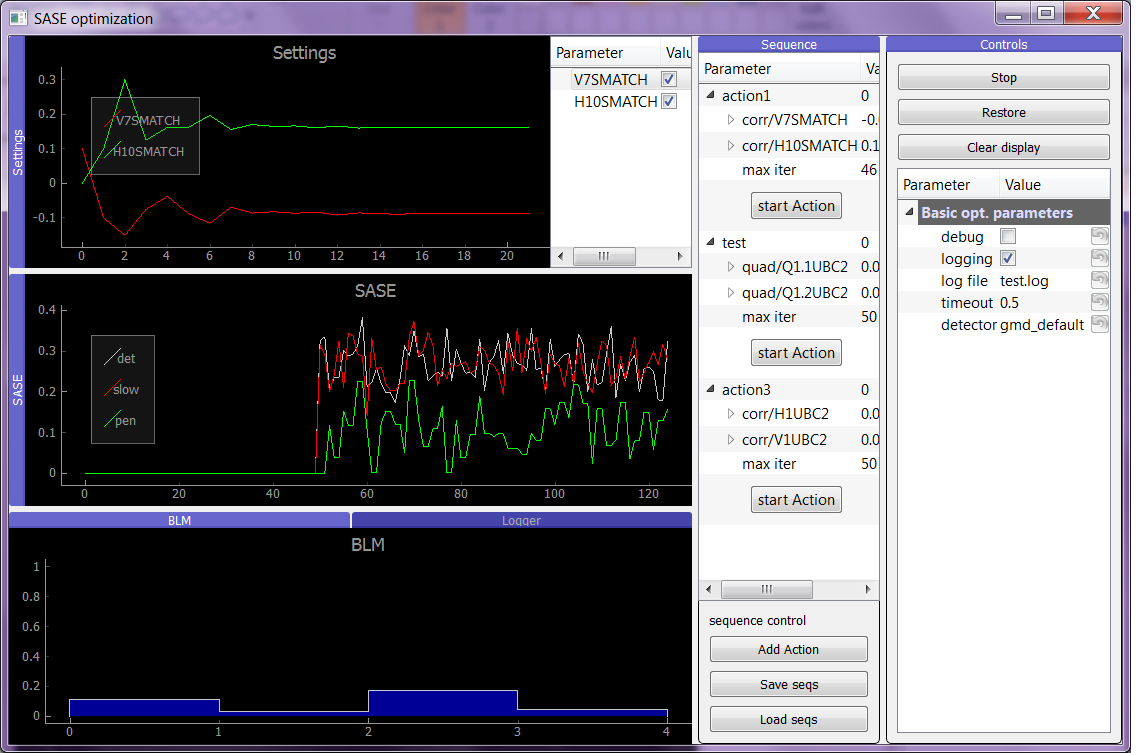 SASE optimization
Settings
Settings
0.3
0.2
0.1
0
-0.1
V7SMATCH
H10SMATCH
0 2 4 6 8 10 12 14 16 18 20
Parameter Valu
V7SMATCH
H10SMATCH
SASE
SASE
0.4
0.3
0.2
0.1
0
det
slow
pen
0 20 40 60 80 100 120
BLM Logger
BLM
1
0.8
0.6
0.4
0.2
0
0 1 2 3 4
Sequence
Parameter Va
action1 0
corr/V7SMATCH -0.0
corr/H10SMATCH 0.1
max iter 46
start Action
test 0
quad/Q1.1UBC2 0.0
quad/Q1.2UBC2 0.0
max iter 50
start Action
action3 0
corr/H1UBC2 0.0
corr/V1UBC2 0.0
max iter 50
start Action
sequence control
Add Action
Save seqs
Load seqs
Controls
Stop
Restore
Clear display
Parameter Value
Basic opt. parameters
debug
logging
log file test.log
timeout 0.5
detector gmd_default